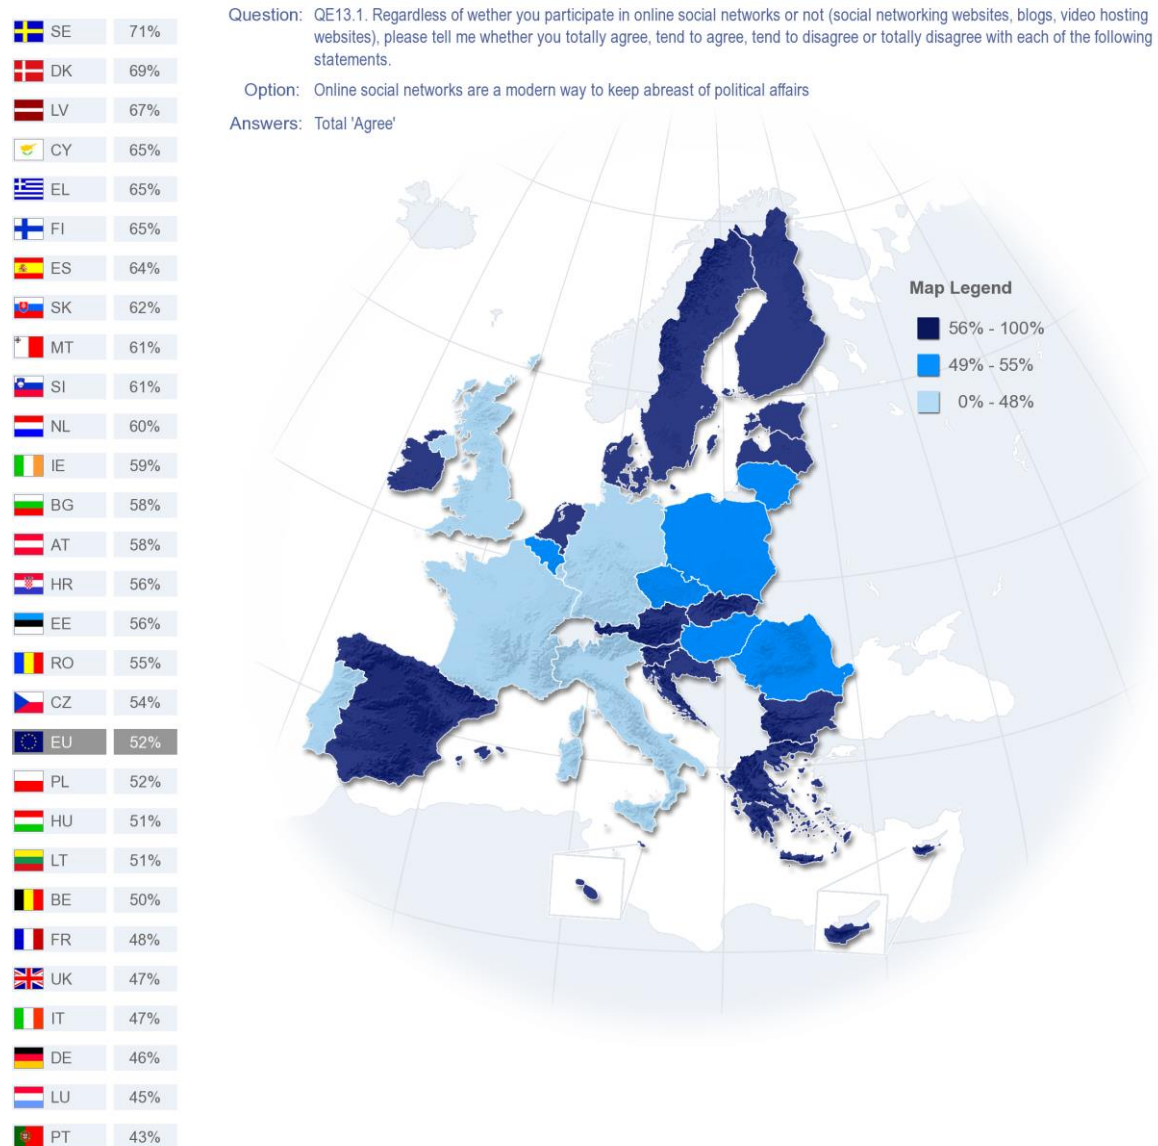 Question: QE13.1. Regardless of wether you participate in online social networks or not (social networking websites, blogs, video hosting
websites), please tell me whether you totally agree, tend to agree, tend to disagree or totally disagree with each of the following
statements.
Option: Online social networks are a modern way to keep abreast of political affairs
Answers: Total 'Agree'
SE 71%
DK 69%
LV 67%
CY 65%
EL 65%
FI 65%
ES 64%
SK 62%
MT 61%
SI 61%
NL 60%
IE 59%
BG 58%
AT 58%
HR 56%
EE 56%
RO 55%
CZ 54%
EU 52%
PL 52%
HU 51%
LT 51%
BE 50%
FR 48%
UK 47%
IT 47%
DE 46%
LU 45%
PT 43%
Map Legend
56% - 100%
49% - 55%
0% - 48%